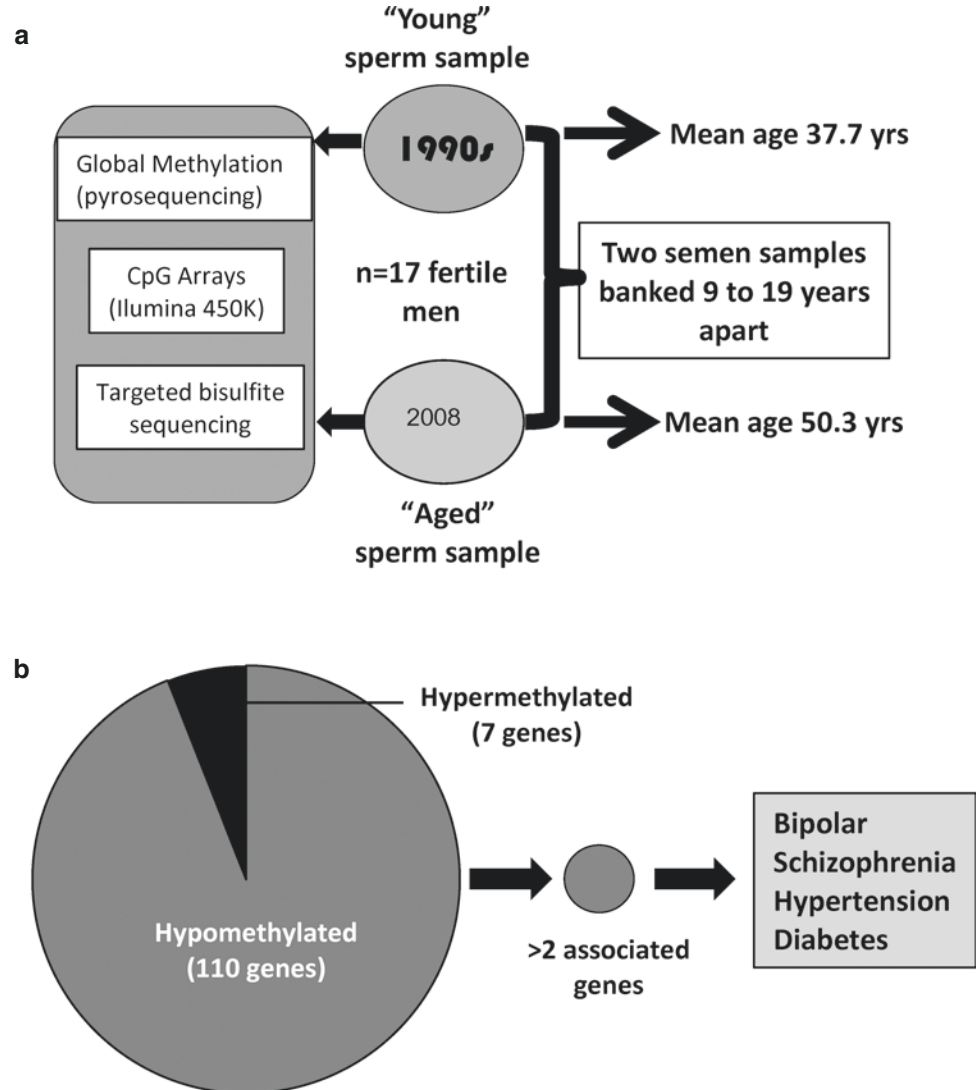 a
“Young”
sperm sample
1990s
Mean age 37.7 yrs
Global Methylation
(pyrosequencing)
CpG Arrays
(Ilumina 450K)
Targeted bisulfite
sequencing
n=17 fertile
men
Two semen samples
banked 9 to 19 years
apart
2008
Mean age 50.3 yrs
“Aged”
sperm sample
b
Hypermethylated
(7 genes)
Hypomethylated
(110 genes)
>2 associated
genes
Bipolar
Schizophrenia
Hypertension
Diabetes